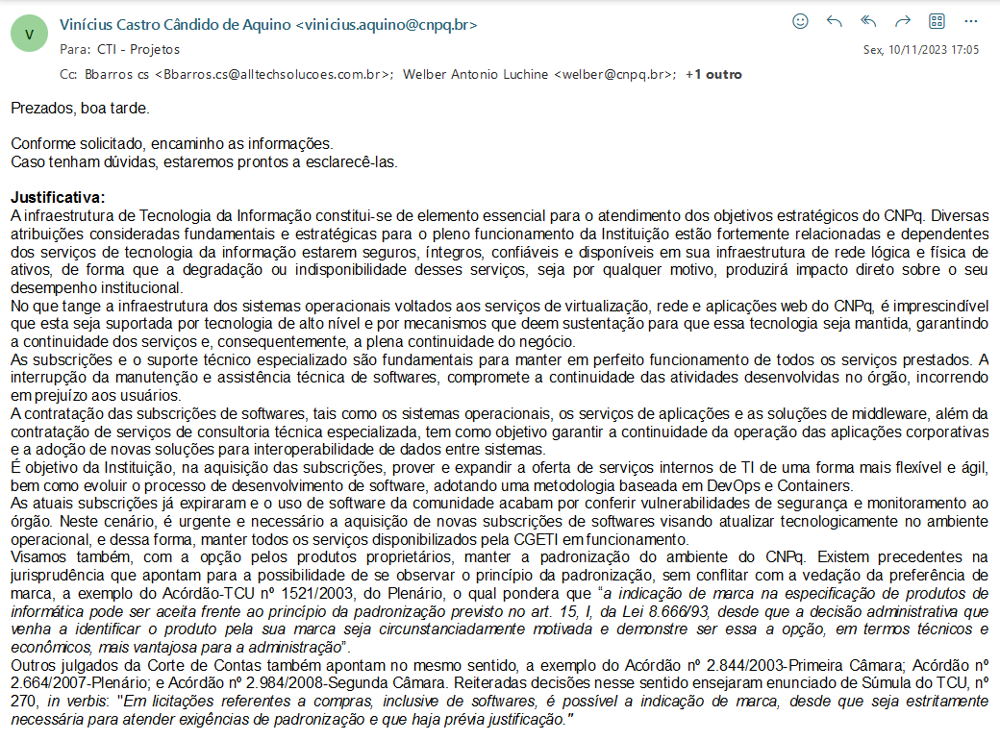 V
Vinícius Castro Cândido de Aquino <vinicius.aquino@cnpq.br>
Para: CTI - Projetos
Sex, 10/11/2023 17:05
Cc: Bbarros cs <Bbarros.cs@alltechsolucoes.com.br>; Welber Antonio Luchine <welber@cnpq.br>; +1 outro
Prezados, boa tarde.
Conforme solicitado, encaminho as informações.
Caso tenham dúvidas, estaremos prontos a esclarecê-las.
Justificativa:
A infraestrutura de Tecnologia da Informação constitui-se de elemento essencial para o atendimento dos objetivos estratégicos do CNPq. Diversas
atribuições consideradas fundamentais e estratégicas para o pleno funcionamento da Instituição estão fortemente relacionadas e dependentes
dos serviços de tecnologia da informação estarem seguros, íntegros, confiáveis e disponíveis em sua infraestrutura de rede lógica e física de
ativos, de forma que a degradação ou indisponibilidade desses serviços, seja por qualquer motivo, produzirá impacto direto sobre o seu
desempenho institucional.
No que tange a infraestrutura dos sistemas operacionais voltados aos serviços de virtualização, rede e aplicações web do CNPq, é imprescindível
que esta seja suportada por tecnologia de alto nível e por mecanismos que deem sustentação para que essa tecnologia seja mantida, garantindo
a continuidade dos serviços e, consequentemente, a plena continuidade do negócio.
As subscrições e o suporte técnico especializado são fundamentais para manter em perfeito funcionamento de todos os serviços prestados. A
interrupção da manutenção e assistência técnica de softwares, compromete a continuidade das atividades desenvolvidas no órgão, incorrendo
em prejuízo aos usuários.
A contratação das subscrições de softwares, tais como os sistemas operacionais, os serviços de aplicações e as soluções de middleware, além da
contratação de serviços de consultoria técnica especializada, tem como objetivo garantir a continuidade da operação das aplicações corporativas
e a adoção de novas soluções para interoperabilidade de dados entre sistemas.
É objetivo da Instituição, na aquisição das subscrições, prover e expandir a oferta de serviços internos de TI de uma forma mais flexível e ágil,
bem como evoluir o processo de desenvolvimento de software, adotando uma metodologia baseada em DevOps e Containers.
As atuais subscrições já expiraram e o uso de software da comunidade acabam por conferir vulnerabilidades de segurança e monitoramento ao
órgão. Neste cenário, é urgente e necessário a aquisição de novas subscrições de softwares visando atualizar tecnologicamente no ambiente
operacional, e dessa forma, manter todos os serviços disponibilizados pela CGETI em funcionamento.
Visamos também, com a opção pelos produtos proprietários, manter a padronização do ambiente do CNPq. Existem precedentes na
jurisprudência que apontam para a possibilidade de se observar o princípio da padronização, sem conflitar com a vedação da preferência de
marca, a exemplo do Acórdão-TCU nº 1521/2003, do Plenário, o qual pondera que “a indicação de marca na especificação de produtos de
informática pode ser aceita frente ao princípio da padronização previsto no art. 15, I, da Lei 8.666/93, desde que a decisão administrativa que
venha a identificar o produto pela sua marca seja circunstanciadamente motivada e demonstre ser essa a opção, em termos técnicos e
econômicos, mais vantajosa para a administração”.
Outros julgados da Corte de Contas também apontam no mesmo sentido, a exemplo do Acórdão nº 2.844/2003-Primeira Câmara; Acórdão nº
2.664/2007-Plenário; e Acórdão nº 2.984/2008-Segunda Câmara. Reiteradas decisões nesse sentido ensejaram enunciado de Súmula do TCU, nº
270, in verbis: "Em licitações referentes a compras, inclusive de softwares, é possível a indicação de marca, desde que seja estritamente
necessária para atender exigências de padronização e que haja prévia justificação."